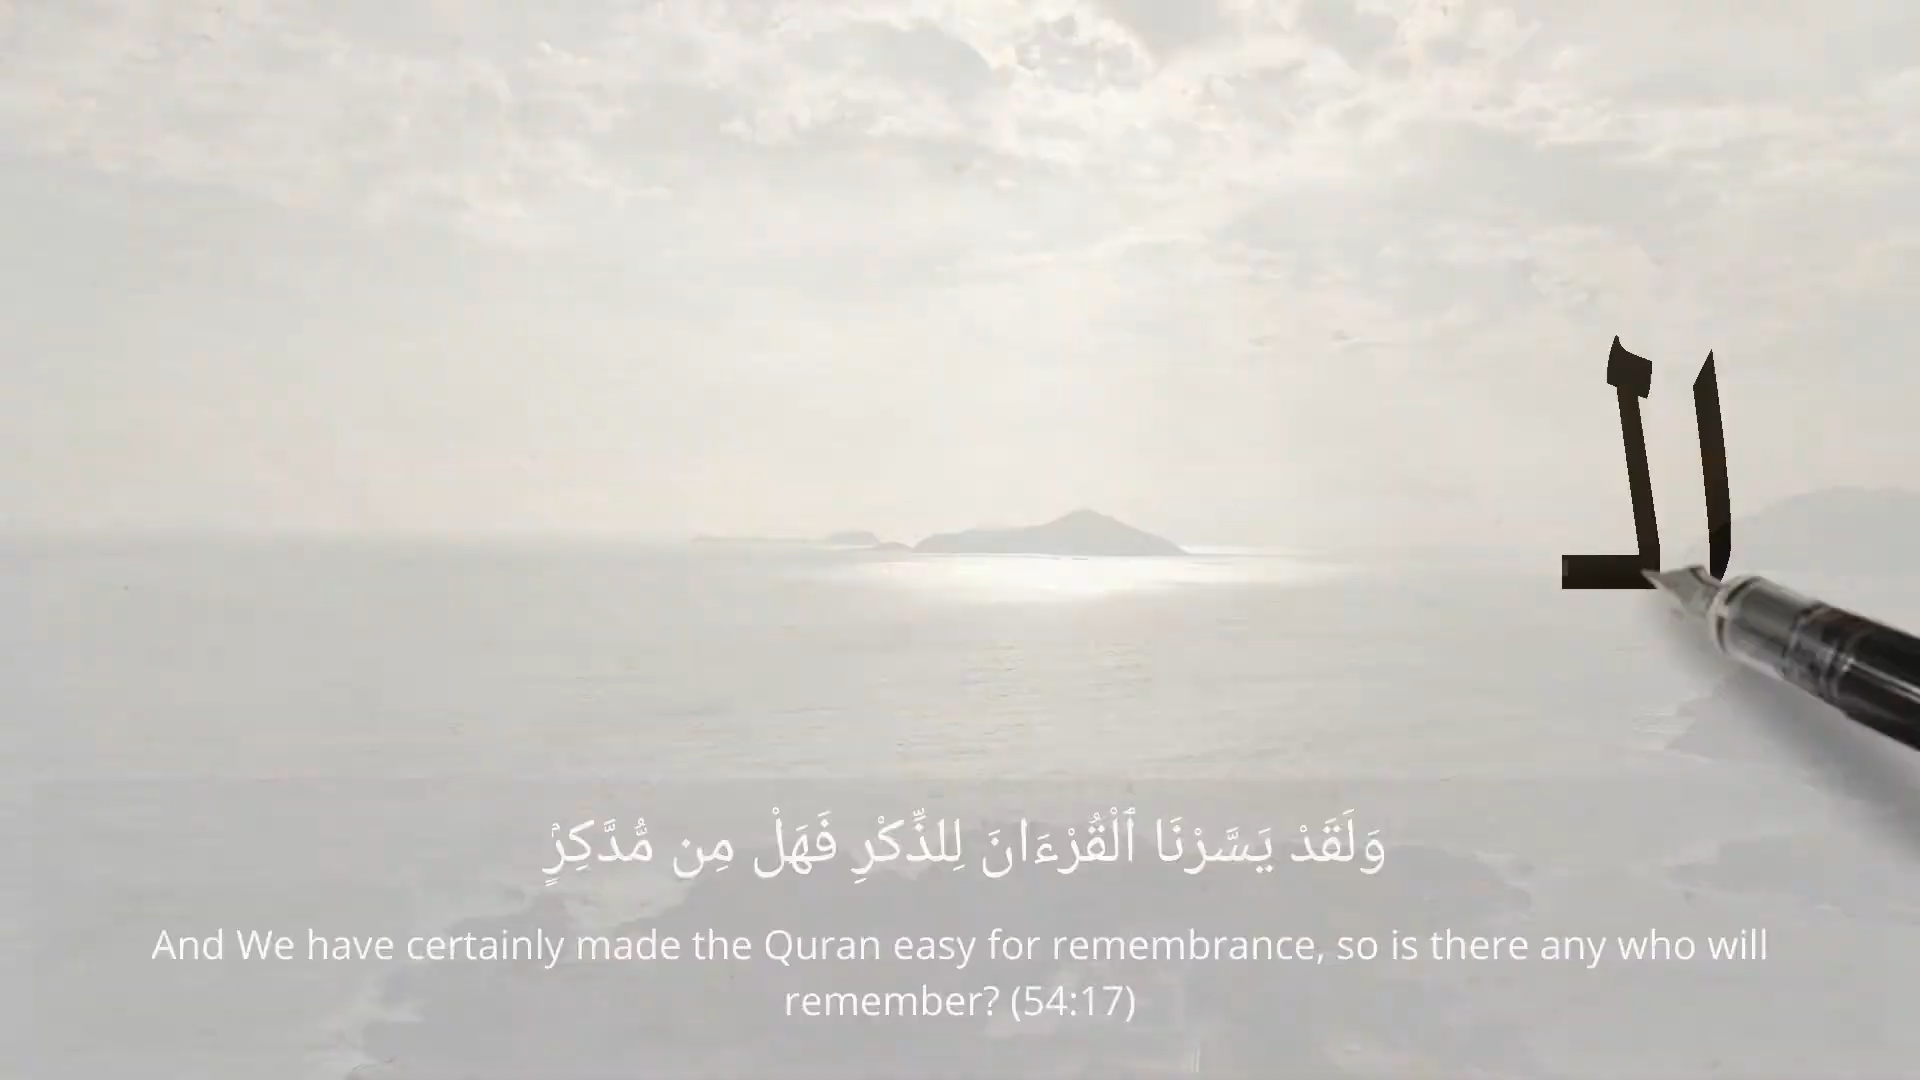 وَلَقَدْ يَسَّرْنَا ٱلْقُرْءَانَ لِلذِّكْرِ فَهَلْ مِن مُّدَّكِرٍۢ
And We have certainly made the Quran easy for remembrance, so is there any who will
remember? (54:17)